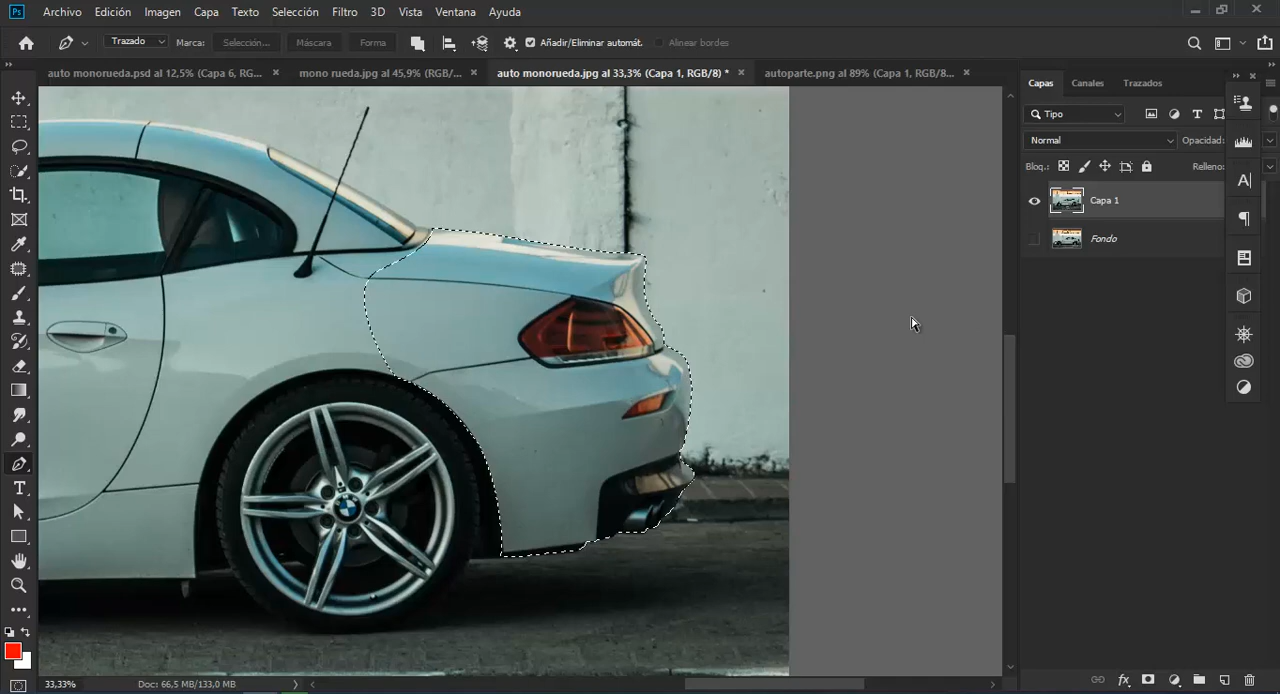 Ps Archivo Edición Imagen Capa Texto Selección Filtro 3D Vista Ventana Ayuda
Trazado Marca: Selección... Máscara Forma Añadir/Eliminar automát. Alinear bordes
auto monorueda.psd al 12,5% (Capa 6, RG... × mono rueda.jpg al 45,9% (RGB/... × auto monorueda.jpg al 33,3% (Capa 1, RGB/8) * × autoparte.png al 89% (Capa 1, RGB/8... ×
Capas Canales Trazados
Tipo
Normal Opacidad:
Bloq.: Relleno:
Capa 1
Fondo
33,33% Doc: 66,5 MB/133,0 MB